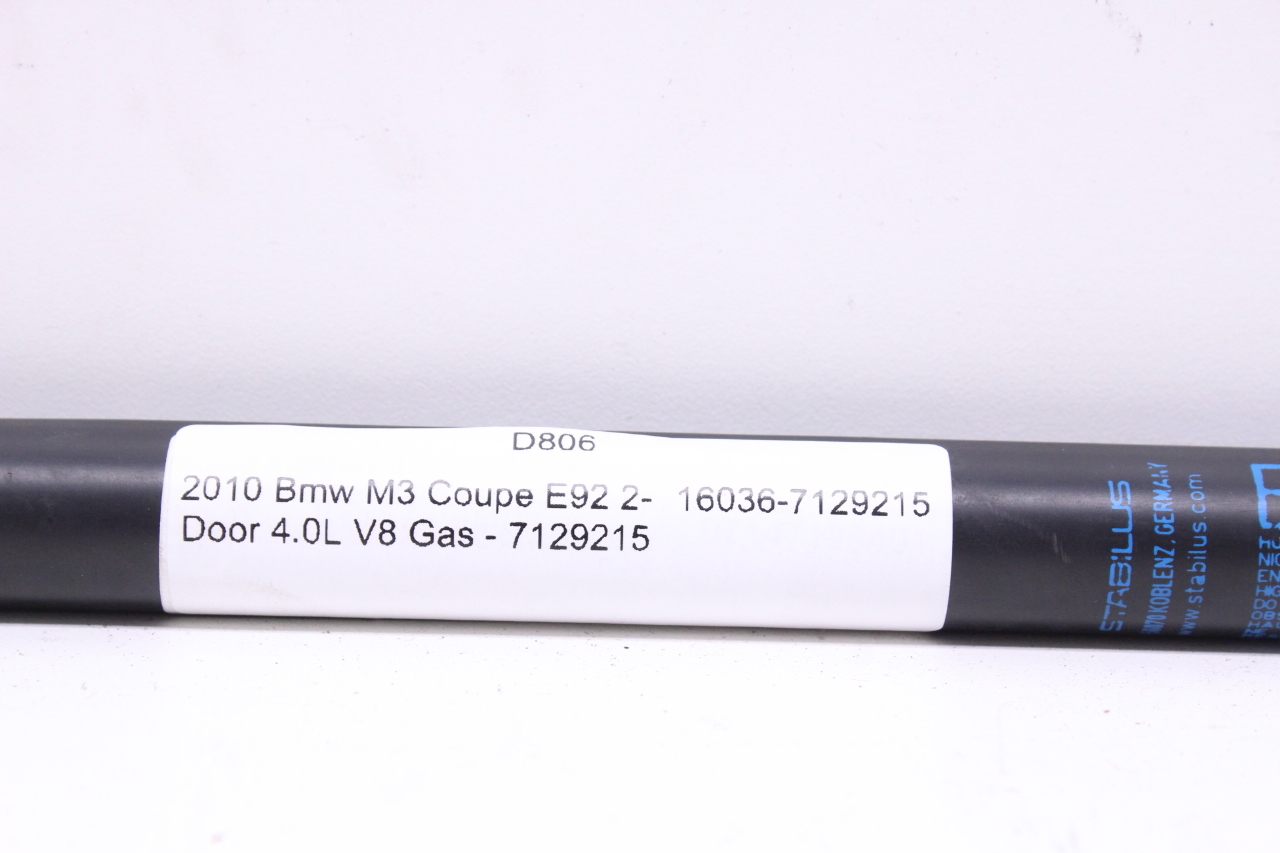 D806
2010 Bmw M3 Coupe E92 2- 16036-7129215
Door 4.0L V8 Gas - 7129215
STABILUS
KOBLENZ, GERMANY
www.stabilus.com